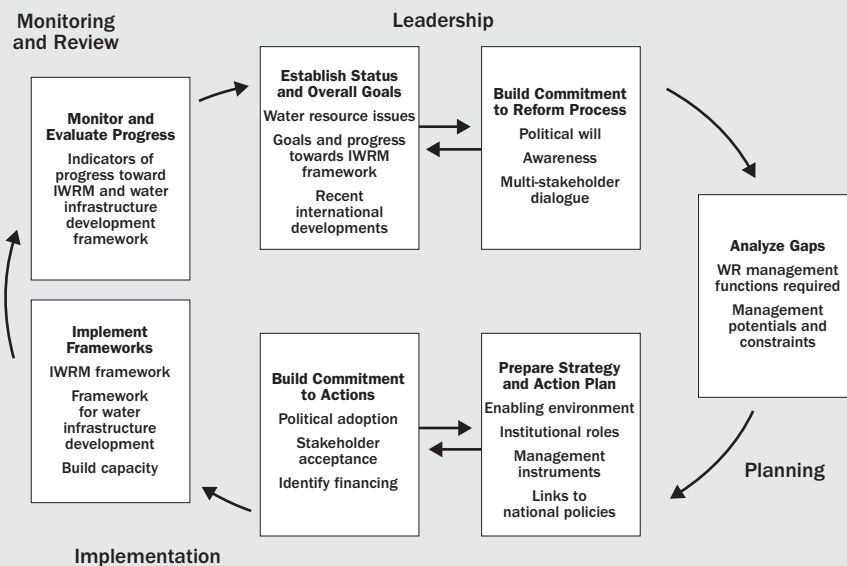 Monitoring
and Review
Leadership
Monitor and
Evaluate Progress
Indicators of
progress toward
IWRM and water
infrastructure
development
framework
Establish Status
and Overall Goals
Water resource issues
Goals and progress
towards IWRM
framework
Recent
international
developments
Build Commitment
to Reform Process
Political will
Awareness
Multi-stakeholder
dialogue
Analyze Gaps
WR management
functions required
Management
potentials and
constraints
Implement
Frameworks
IWRM framework
Framework
for water
infrastructure
development
Build capacity
Build Commitment
to Actions
Political adoption
Stakeholder
acceptance
Identify financing
Prepare Strategy
and Action Plan
Enabling environment
Institutional roles
Management
instruments
Links to
national policies
Planning
Implementation